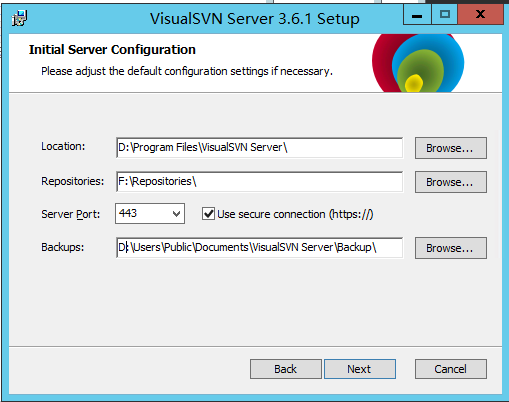 VisualSVN Server 3.6.1 Setup
Initial Server Configuration
Please adjust the default configuration settings if necessary.
Location: D:\Program Files\VisualSVN Server\ Browse...
Repositories: F:\Repositories\ Browse...
Server Port: 443 Use secure connection (https://)
Backups: D:\Users\Public\Documents\VisualSVN Server\Backup\ Browse...
Back Next Cancel